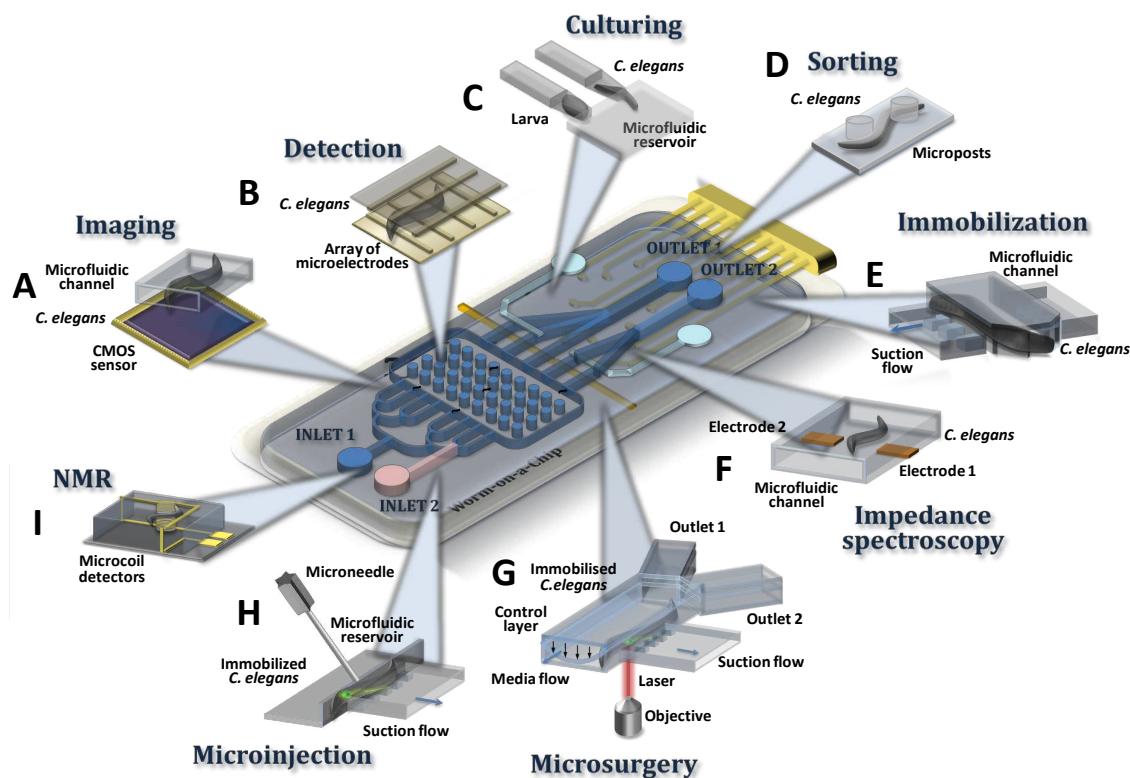 Culturing
C
C. elegans
Larva
Microfluidic
reservoir
D
Sorting
C. elegans
Microposts
Detection
B
C. elegans
Array of
microelectrodes
Imaging
A
Microfluidic
channel
C. elegans
CMOS
sensor
Immobilization
E
Microfluidic
channel
Suction
flow
C. elegans
OUTLET 1
OUTLET 2
INLET 1
INLET 2
Worm-on-a-Chip
Electrode 2
C. elegans
Electrode 1
F
Microfluidic
channel
Impedance
spectroscopy
NMR
I
Microcoil
detectors
H
Microneedle
Microfluidic
reservoir
Immobilized
C. elegans
Suction flow
Microinjection
G
Outlet 1
Immobilised
C.elegans
Control
layer
Outlet 2
Media flow
Suction flow
Laser
Objective
Microsurgery